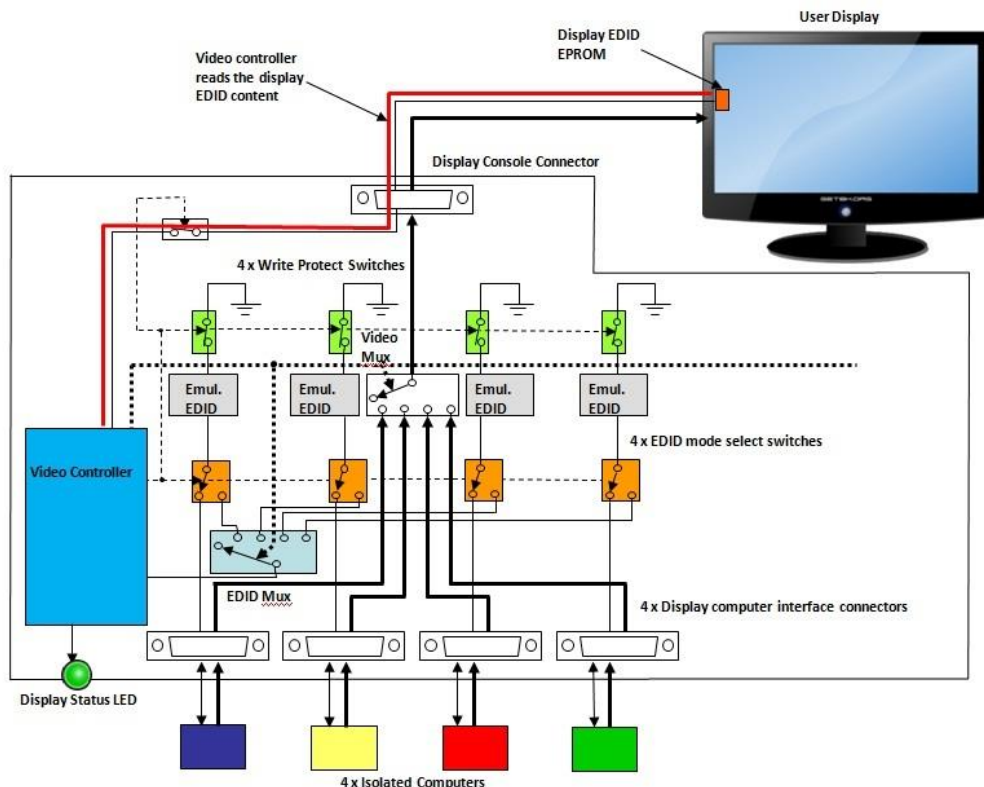 User Display
Display EDID
EPROM
Video controller
reads the display
EDID content
Display Console Connector
4 x Write Protect Switches
Video
Mux
Emul.
EDID
Emul.
EDID
Emul.
EDID
Emul.
EDID
4 x EDID mode select switches
Video Controller
EDID Mux
4 x Display computer interface connectors
Display Status LED
4 x Isolated Computers